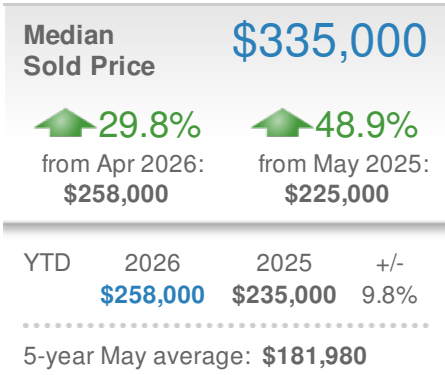 Median
Sold Price
$335,000
29.8%
from Apr 2026:
$258,000
48.9%
from May 2025:
$225,000
YTD 2026 2025 +/-
$258,000 $235,000 9.8%
5-year May average: $181,980